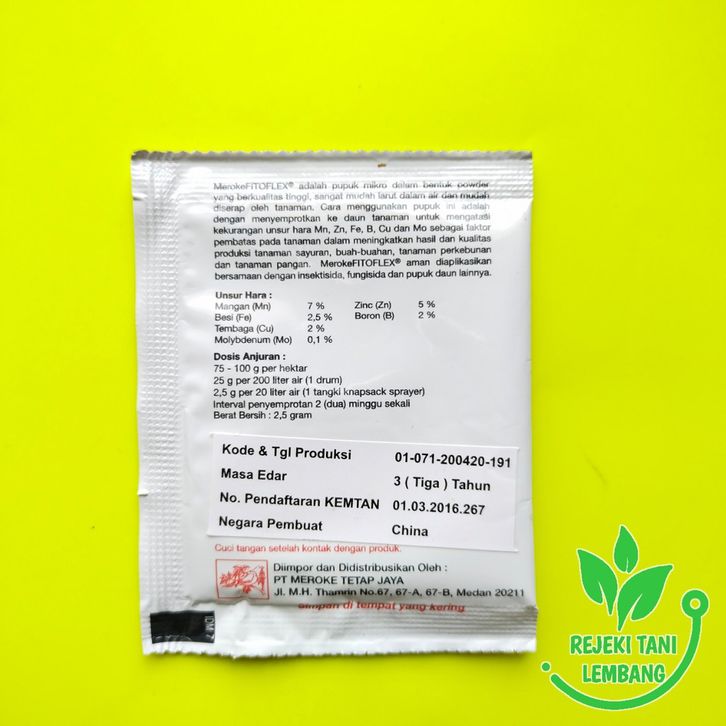 MerokeFiTOFLEX® adalah pupuk mikro dalam bentuk powder
yang berkualitas tinggi, sangat mudah larut dalam air dan mudah
diserap oleh tanaman. Cara menggunakan pupuk ini adalah
dengan menyemprotkan ke daun tanaman untuk mengatasi
kekurangan unsur hara Mn, Zn, Fe, B, Cu dan Mo sebagai faktor
pembatas pada tanaman dalam meningkatkan hasil dan kualitas
produksi tanaman sayuran, buah-buahan, tanaman perkebunan
dan tanaman pangan. MerokeFITOFLEX® aman diaplikasikan
bersamaan dengan insektisida, fungisida dan pupuk daun lainnya.
Unsur Hara :
Mangan (Mn) 7 % Zinc (Zn) 5 %
Besi (Fe) 2,5 % Boron (B) 2 %
Tembaga (Cu) 2 %
Molybdenum (Mo) 0,1 %
Dosis Anjuran :
75 - 100 g per hektar
25 g per 200 liter air (1 drum)
2,5 g per 20 liter air (1 tangki knapsack sprayer)
Interval penyemprotan 2 (dua) minggu sekali
Berat Bersih : 2,5 gram
Kode & Tgl Produksi 01-071-200420-191
Masa Edar 3 ( Tiga ) Tahun
No. Pendaftaran KEMTAN 01.03.2016.267
Negara Pembuat China
Cuci tangan setelah kontak dengan produk.
Diimpor dan Didistribusikan Oleh :
PT MEROKE TETAP JAYA
Jl. M.H. Thamrin No.67, 67-A, 67-B, Medan 20211
Simpan di tempat yang kering
REJEKI TANI
LEMBANG